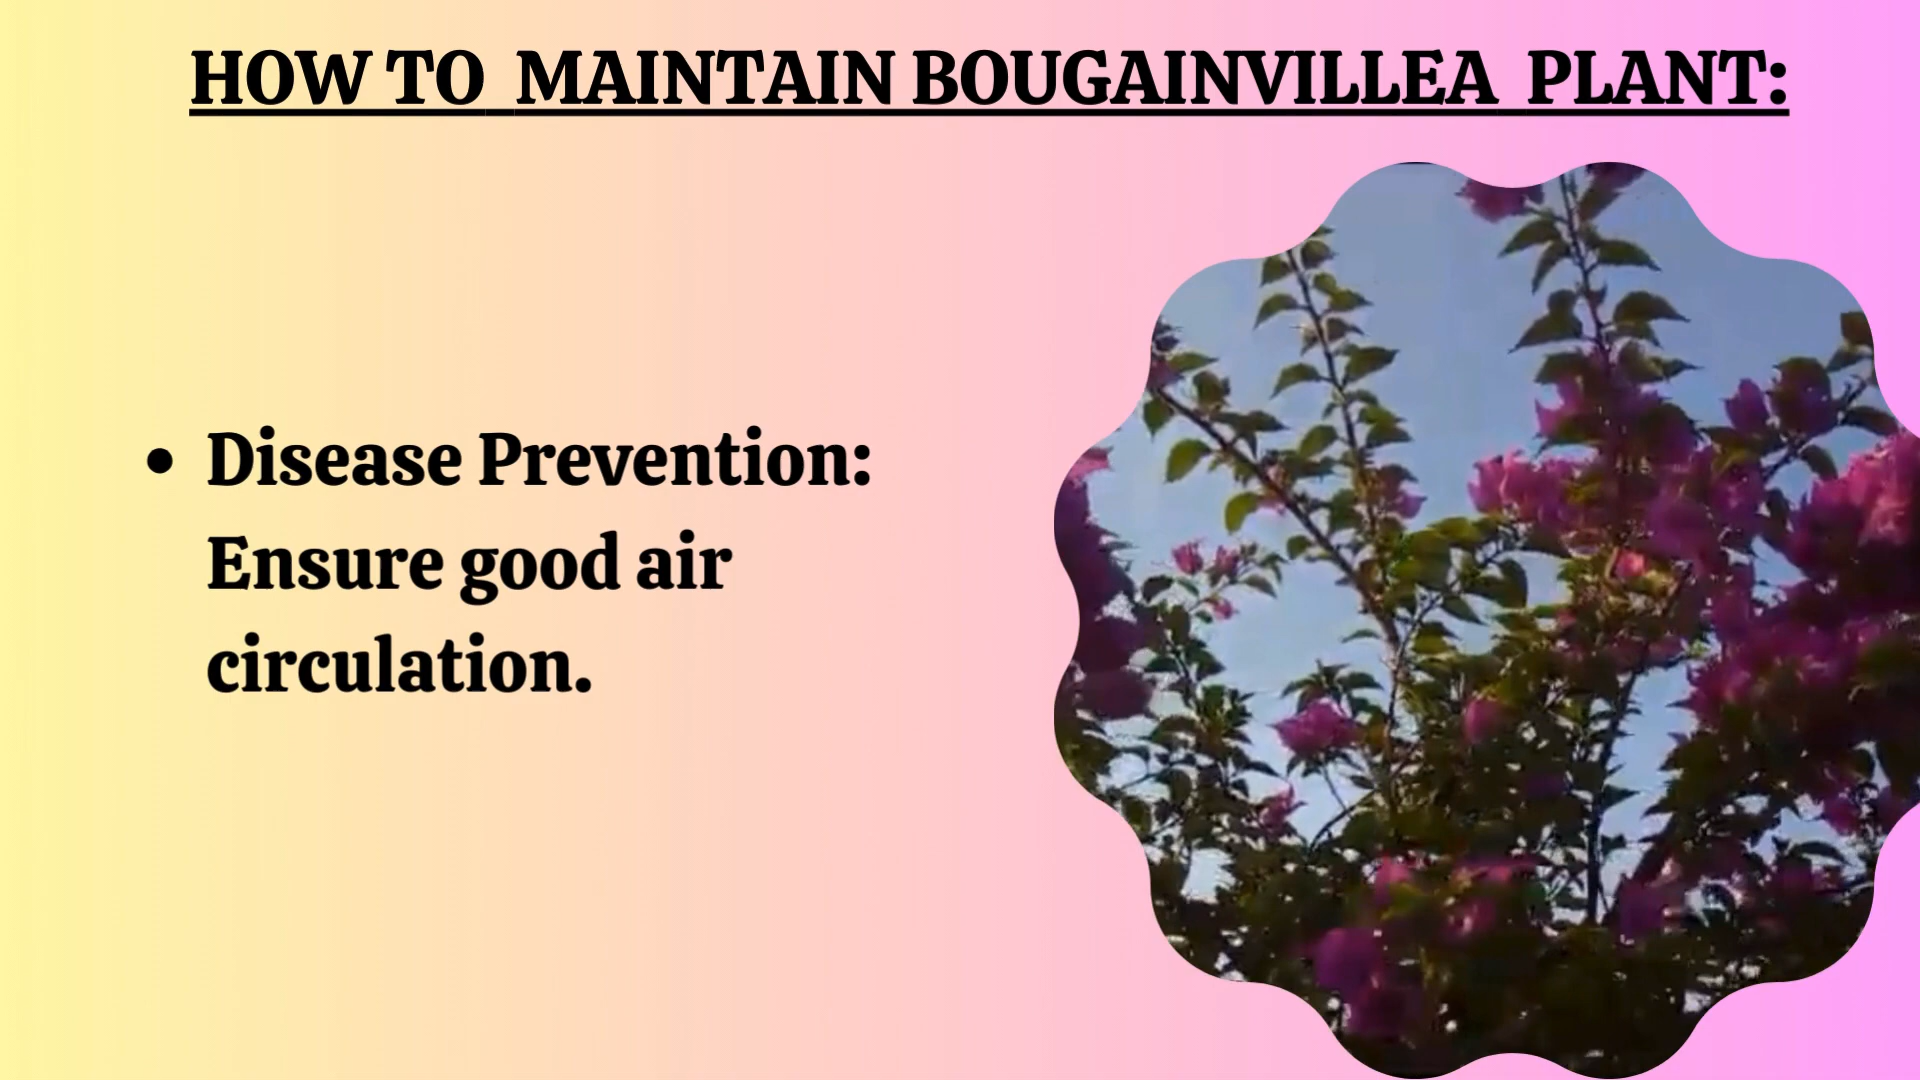 HOW TO MAINTAIN BOUGAINVILLEA PLANT:
• Disease Prevention:
Ensure good air
circulation.